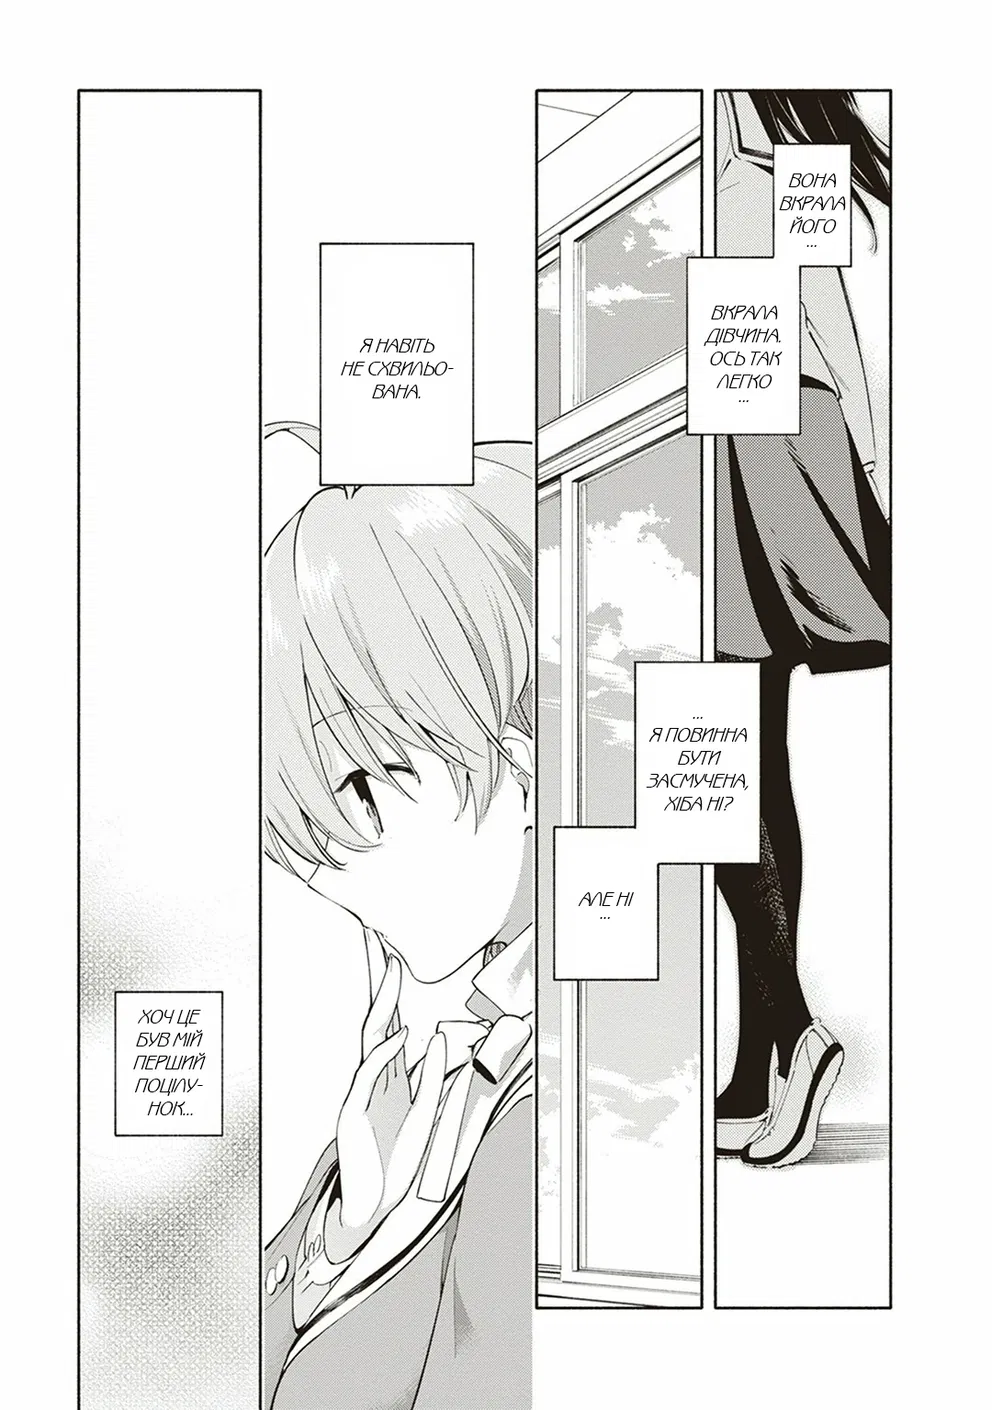 ВОНА
ВКРАЛА
ЙОГО
...
ВКРАЛА
ДІВЧИНА.
ОСЬ ТАК
ЛЕГКО
...
...
Я ПОВИННА
БУТИ
ЗАСМУЧЕНА,
ХІБА НІ?
АЛЕ НІ
...
Я НАВІТЬ
НЕ СХВИЛЬО-
ВАНА.
ХОЧ ЦЕ
БУВ МІЙ
ПЕРШИЙ
ПОЦІЛУ-
НОК...